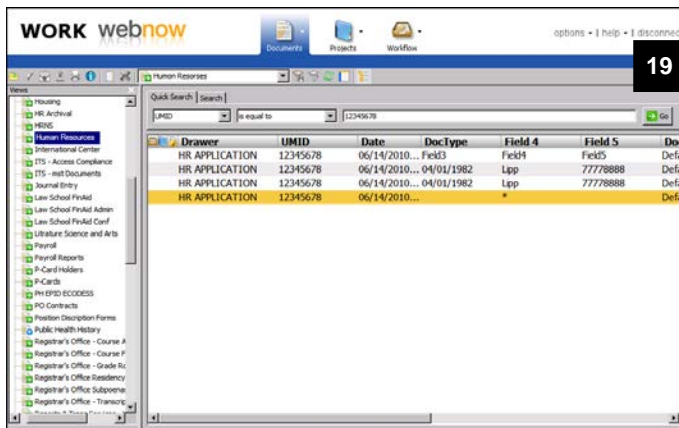 WORK webnow
Documents
Projects
Workflow
options - | help - | disconnec
19
Human Resorses
Views
Housing
HR Archival
HRNS
Human Resources
International Center
ITS - Access Compliance
ITS - mst Documents
Journal Entry
Law School FinAid
Law School FinAid Admin
Law School FinAid Conf
Litrature Science and Arts
Payroll
Payroll Reports
P-Card Holders
P-Cards
PH EPID ECODESS
PO Contracts
Position Discription Forms
Public Health History
Registrar's Office - Course A
Registrar's Office - Course F
Registrar's Office - Grade Ro
Registrar's Office Residency
Registrar's Office Subpoenas
Registrar's Office - Transcrip
Quick Search Search
UMID is equal to 12345678 Go
Drawer UMID Date DocType Field 4 Field 5 Do
HR APPLICATION 12345678 06/14/2010... Field3 Field4 Field5 Defa
HR APPLICATION 12345678 06/14/2010... 04/01/1982 Lipp 77778888 Defa
HR APPLICATION 12345678 06/14/2010... 04/01/1982 Lipp 77778888 Defa
HR APPLICATION 12345678 06/14/2010... * Defa